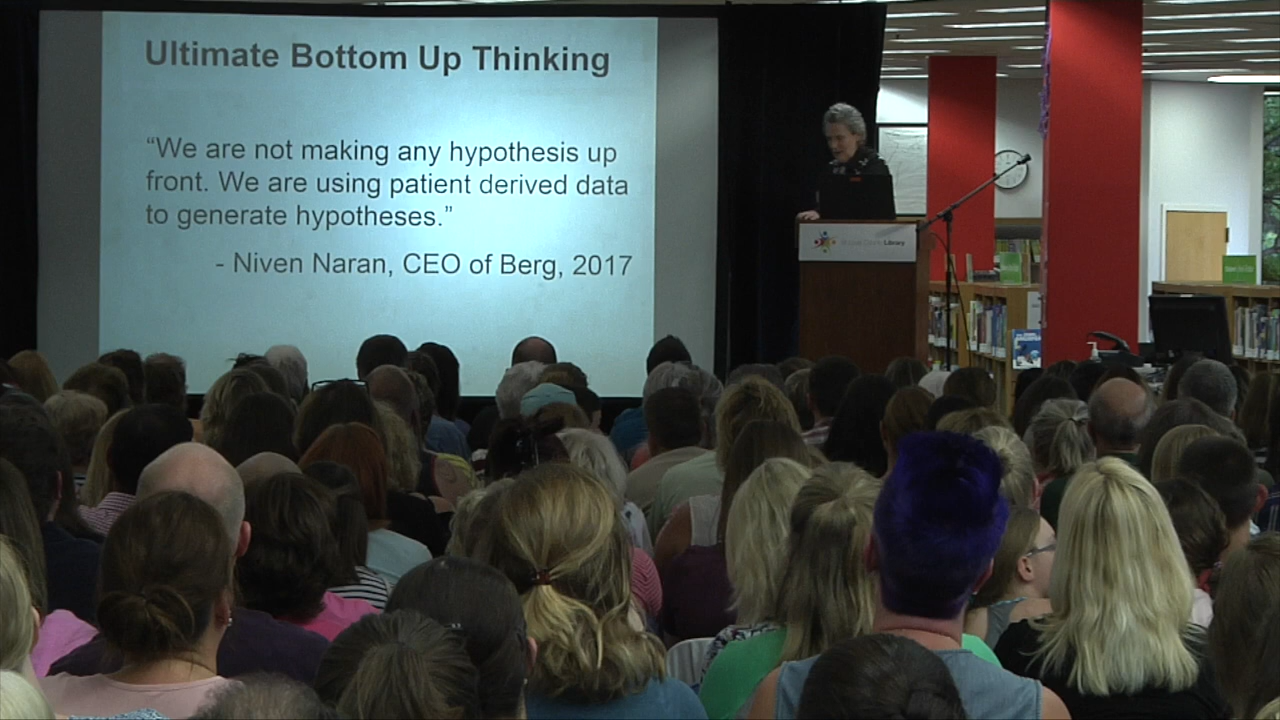 Ultimate Bottom Up Thinking
“We are not making any hypothesis up
front. We are using patient derived data
to generate hypotheses.”
- Niven Naran, CEO of Berg, 2017
Library